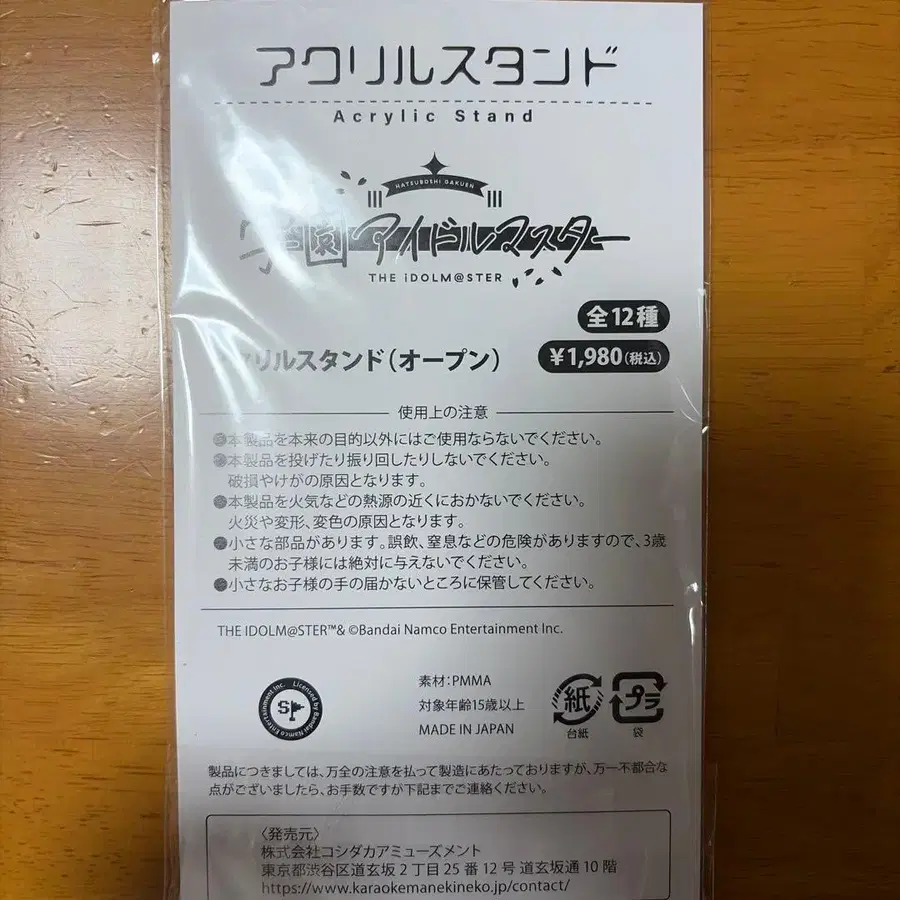 アクリルスタンド
Acrylic Stand
HATSUBOSHI GAKUEN
学園アイドルマスター
THE iDOLM@STER
全12種
リルスタンド（オープン）
¥1,980(税込)
使用上の注意
●本製品を本来の目的以外にはご使用ならないでください。
●本製品を投げたり振り回したりしないでください。
破損やけがの原因となります。
●本製品を火気などの熱源の近くにおかないでください。
火災や変形、変色の原因となります。
●小さな部品があります。誤飲、窒息などの危険がありますので、3歳
未満のお子様には絶対に与えないでください。
●小さなお子様の手の届かないところに保管してください。
THE IDOLM@STER™& ©Bandai Namco Entertainment Inc.
Licensed by Bandai Namco Entertainment Inc.
S
素材：PMMA
対象年齢15歳以上
MADE IN JAPAN
紙
台紙
プラ
袋
製品につきましては、万全の注意を払って製造にあたっておりますが、万一不都合な
点がございましたら、お手数ですが下記までご連絡ください。
〈発売元〉
株式会社コシダカアミューズメント
東京都渋谷区道玄坂2丁目25番12号 道玄坂通10階
https://www.karaokemanekineko.jp/contact/